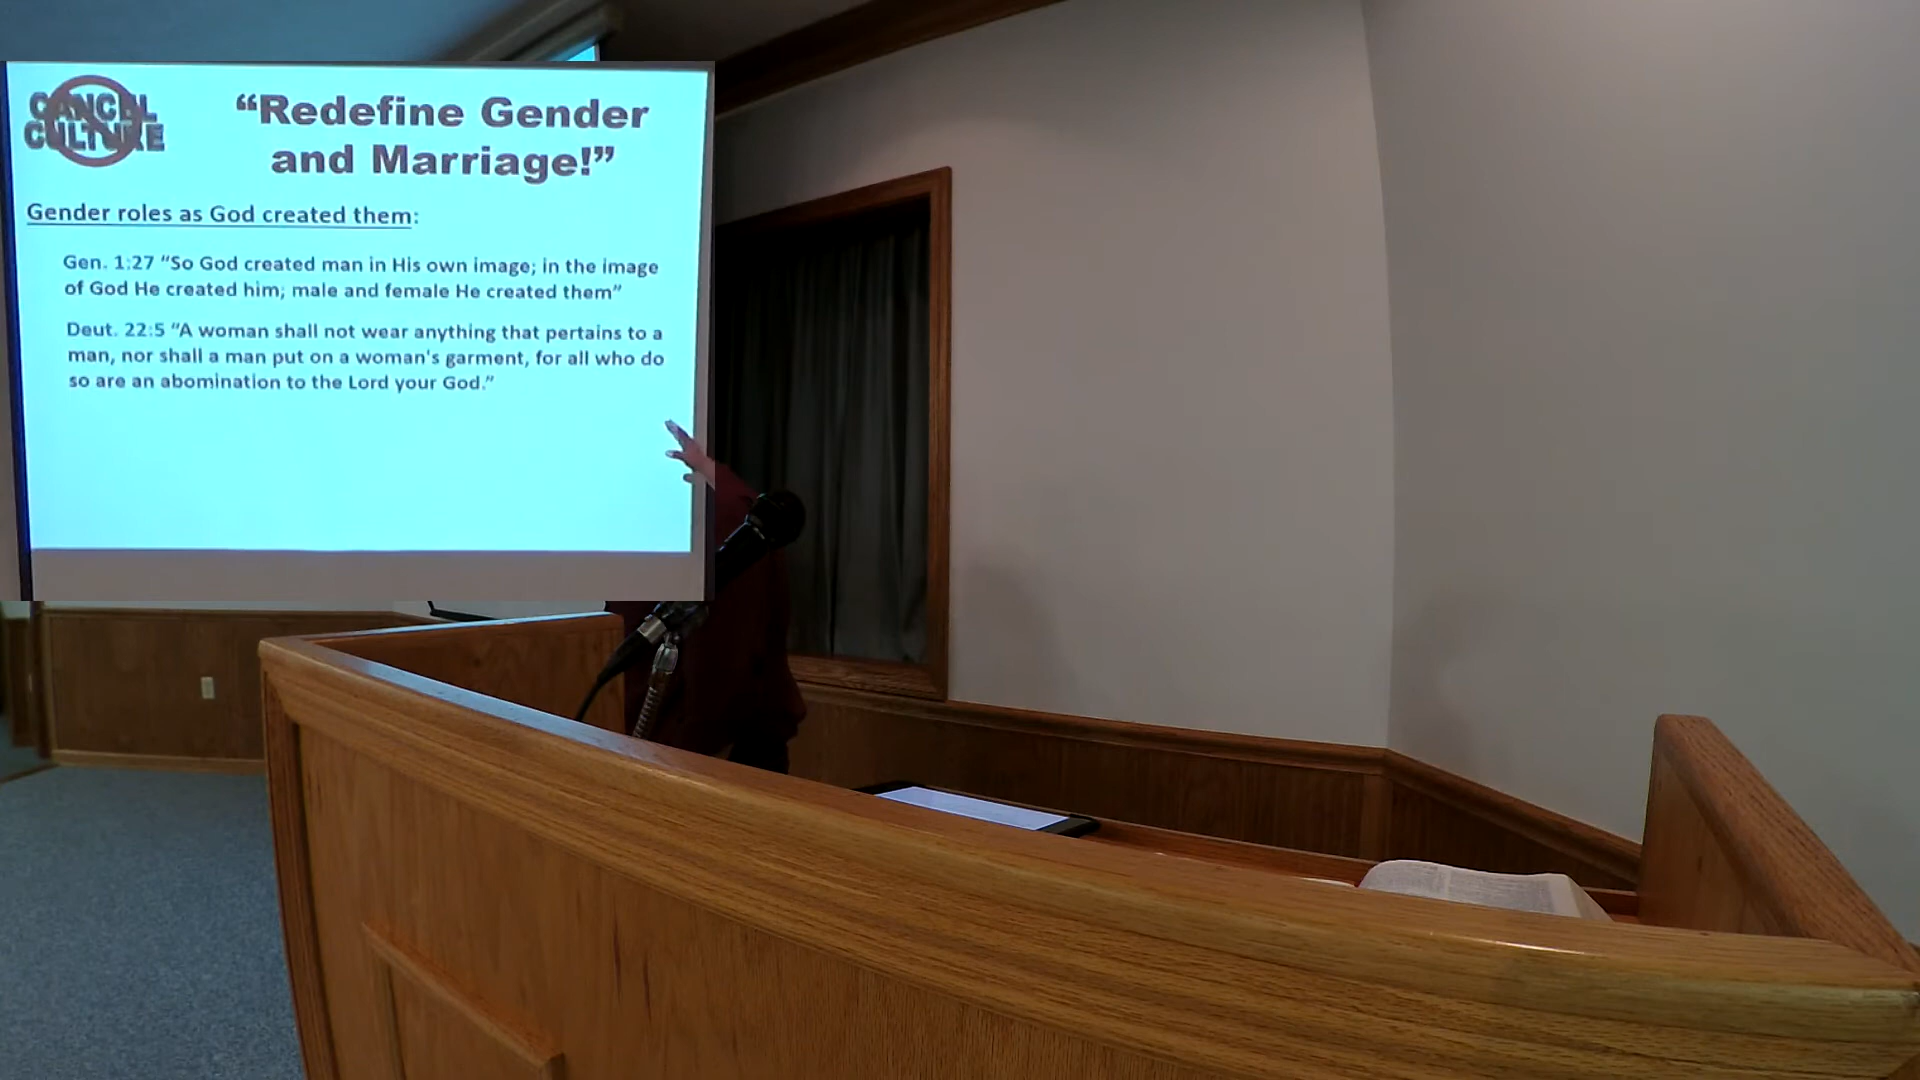 CANCEL
CULTURE
“Redefine Gender
and Marriage!”
Gender roles as God created them:
Gen. 1:27 “So God created man in His own image; in the image
of God He created him; male and female He created them”
Deut. 22:5 “A woman shall not wear anything that pertains to a
man, nor shall a man put on a woman's garment, for all who do
so are an abomination to the Lord your God.”